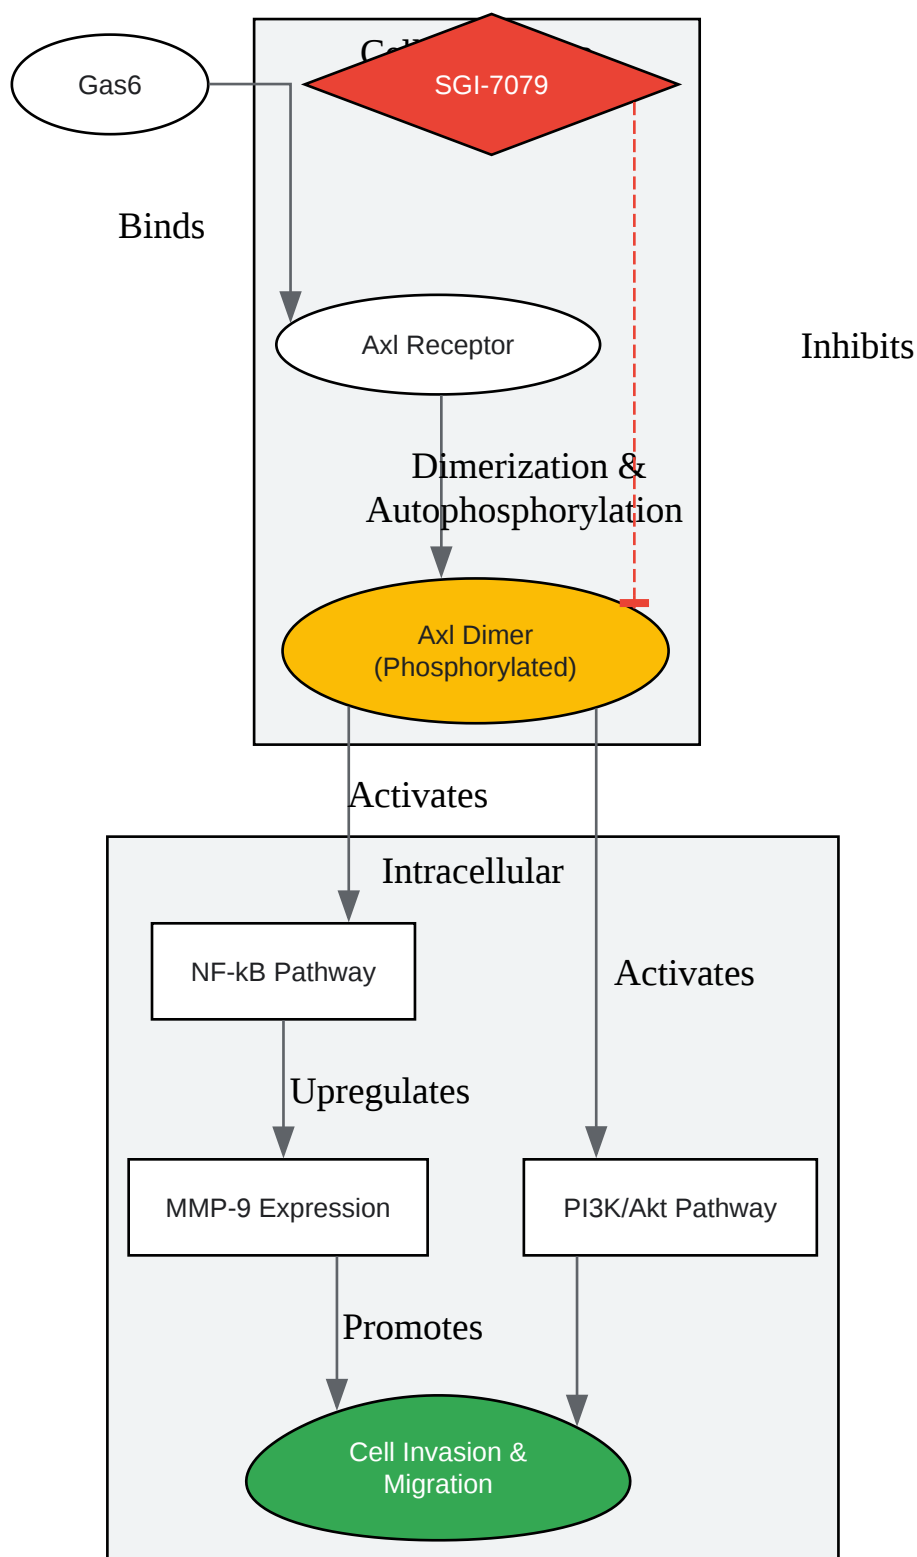 Gas6
SGI-7079
Binds
Axl Receptor
Inhibits
Dimerization &
Autophosphorylation
Axl Dimer
(Phosphorylated)
Activates
Intracellular
NF-kB Pathway
Activates
Upregulates
MMP-9 Expression
PI3K/Akt Pathway
Promotes
Cell Invasion &
Migration